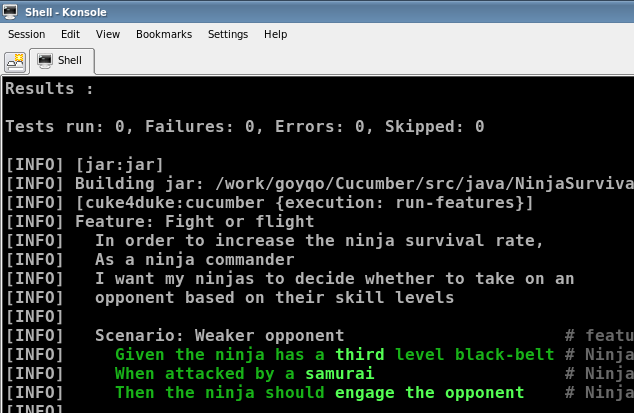 Shell - Konsole
Session Edit View Bookmarks Settings Help
Shell
Results :
Tests run: 0, Failures: 0, Errors: 0, Skipped: 0
[INFO] [jar:jar]
[INFO] Building jar: /work/goyqo/Cucumber/src/java/NinjaSurviva
[INFO] [cuke4duke:cucumber {execution: run-features}]
[INFO] Feature: Fight or flight
[INFO]   In order to increase the ninja survival rate,
[INFO]   As a ninja commander
[INFO]   I want my ninjas to decide whether to take on an
[INFO]   opponent based on their skill levels
[INFO]
[INFO]   Scenario: Weaker opponent # featu
[INFO]     Given the ninja has a third level black-belt # Ninja
[INFO]     When attacked by a samurai # Ninja
[INFO]     Then the ninja should engage the opponent # Ninja
[INFO]